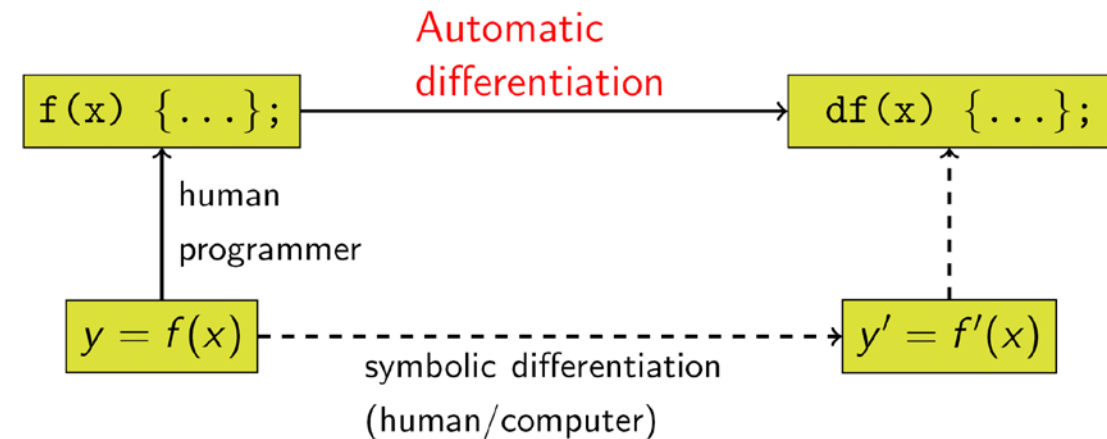 Automatic
differentiation
f(x) {...};
df(x) {...};
human
programmer
y = f(x)
y′ = f′(x)
symbolic differentiation
(human/computer)